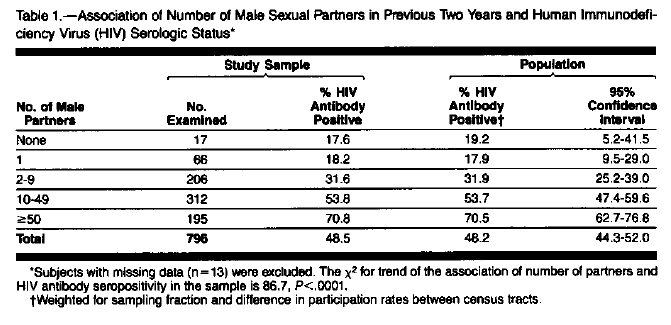 Table 1.—Association of Number of Male Sexual Partners in Previous Two Years and Human Immunodefi-
ciency Virus (HIV) Serologic Status*
Study Sample Population
% HIV % HIV 95%
No. of Male No. Antibody Antibody Confidence
Partners Examined Positive Positive† Interval
None 17 17.6 19.2 5.2-41.5
1 66 18.2 17.9 9.5-29.0
2-9 206 31.6 31.9 25.2-39.0
10-49 312 53.8 53.7 47.4-59.6
≥50 195 70.8 70.5 62.7-76.8
Total 796 48.5 48.2 44.3-52.0
*Subjects with missing data (n=13) were excluded. The χ² for trend of the association of number of partners and
HIV antibody seropositivity in the sample is 86.7, P<.0001.
†Weighted for sampling fraction and difference in participation rates between census tracts.